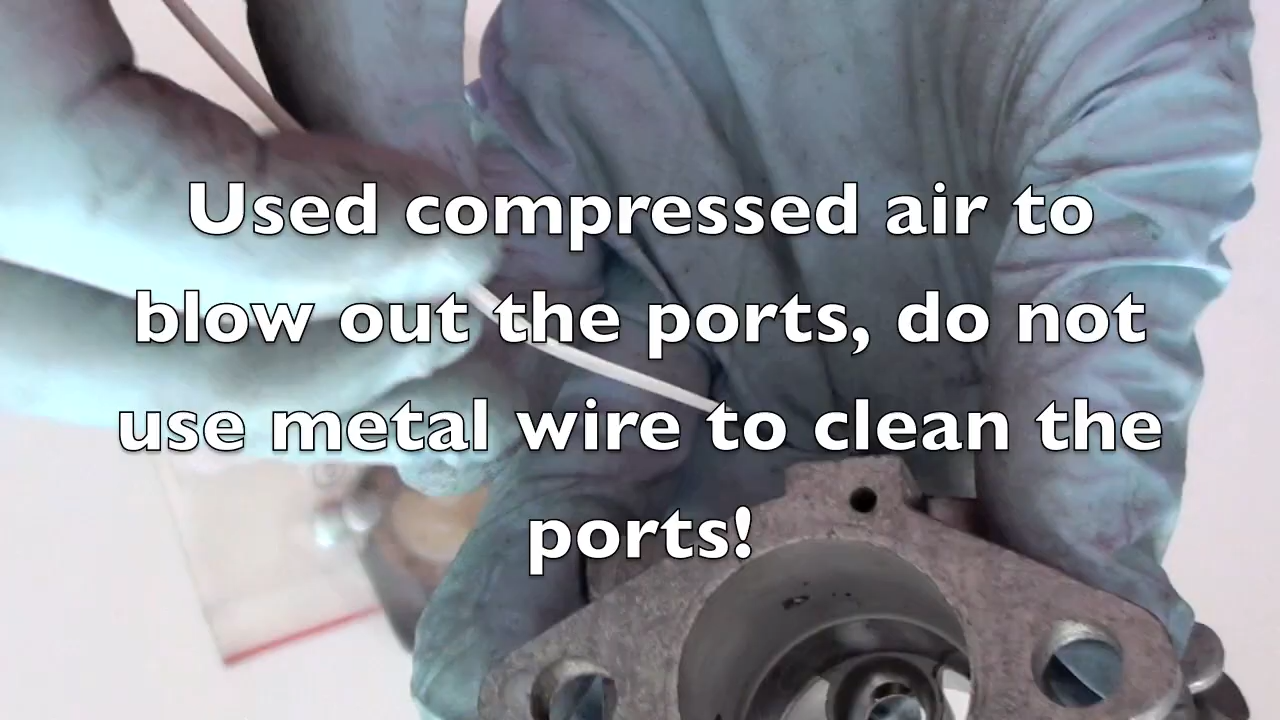 Used compressed air to
blow out the ports, do not
use metal wire to clean the
ports!